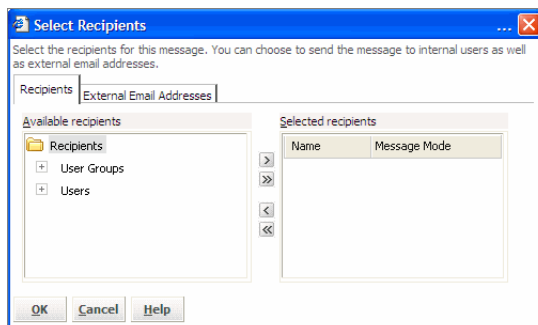 Select Recipients ...
Select the recipients for this message. You can choose to send the message to internal users as well
as external email addresses.
Recipients External Email Addresses
Available recipients Selected recipients
Recipients Name Message Mode
User Groups
Users
>
>>
<
<<
OK Cancel Help